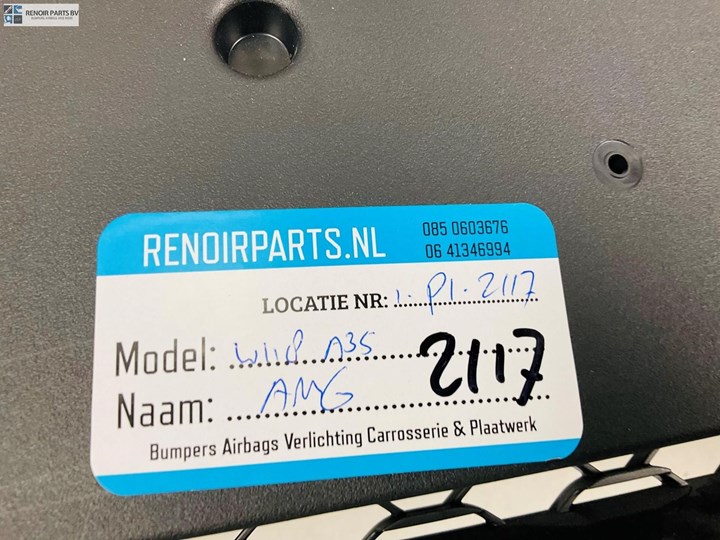 RENOIR PARTS BV
RENOIRPARTS.NL
085 0603676
06 41346994
LOCATIE NR: 1-P1-2117
Model: W118 A35
Naam: AMG
2117
Bumpers Airbags Verlichting Carrosserie & Plaatwerk